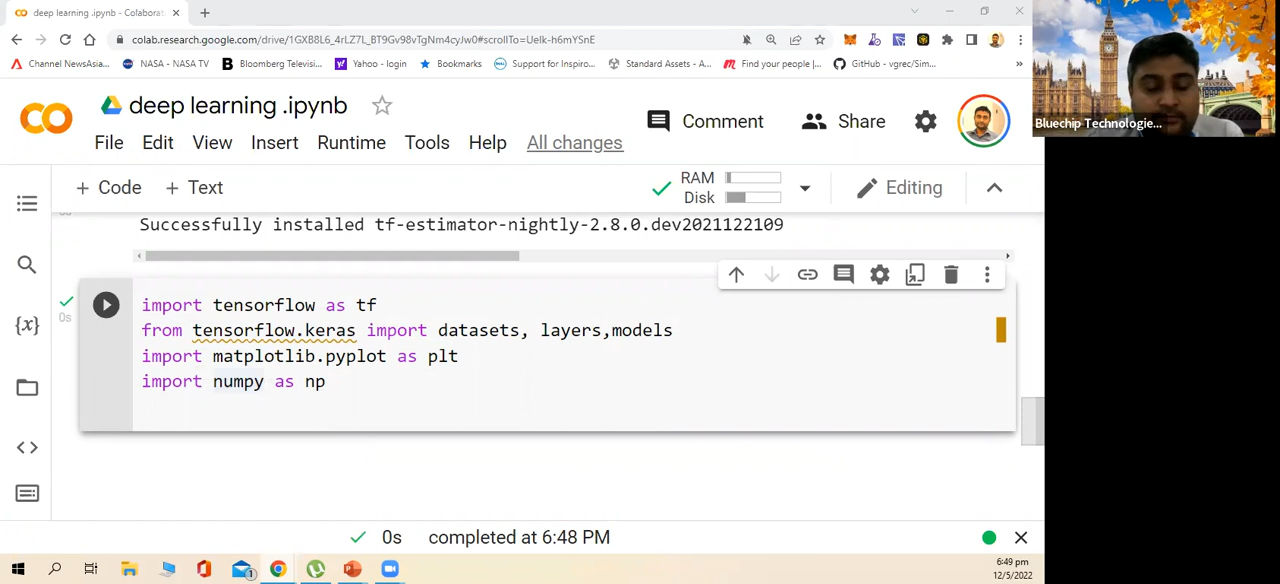 deep learning .ipynb - Colaborat
colab.research.google.com/drive/1GXB8L6_4rLZ7L_BT9Gv98vTgNm4cyJw0#scrollTo=Uelk-h6mYSnE
Channel NewsAsia...
NASA - NASA TV
Bloomberg Televisi...
Yahoo - login
Bookmarks
Support for Inspiro...
Standard Assets - A...
Find your people |...
GitHub - vgrec/Sim...
»
Bluechip Technologie...
deep learning .ipynb
Comment
Share
File Edit View Insert Runtime Tools Help All changes
+ Code + Text
RAM
Disk
Editing
Successfully installed tf-estimator-nightly-2.8.0.dev2021122109
0s
import tensorflow as tf
from tensorflow.keras import datasets, layers,models
import matplotlib.pyplot as plt
import numpy as np
0s completed at 6:48 PM
6:49 pm
12/5/2022